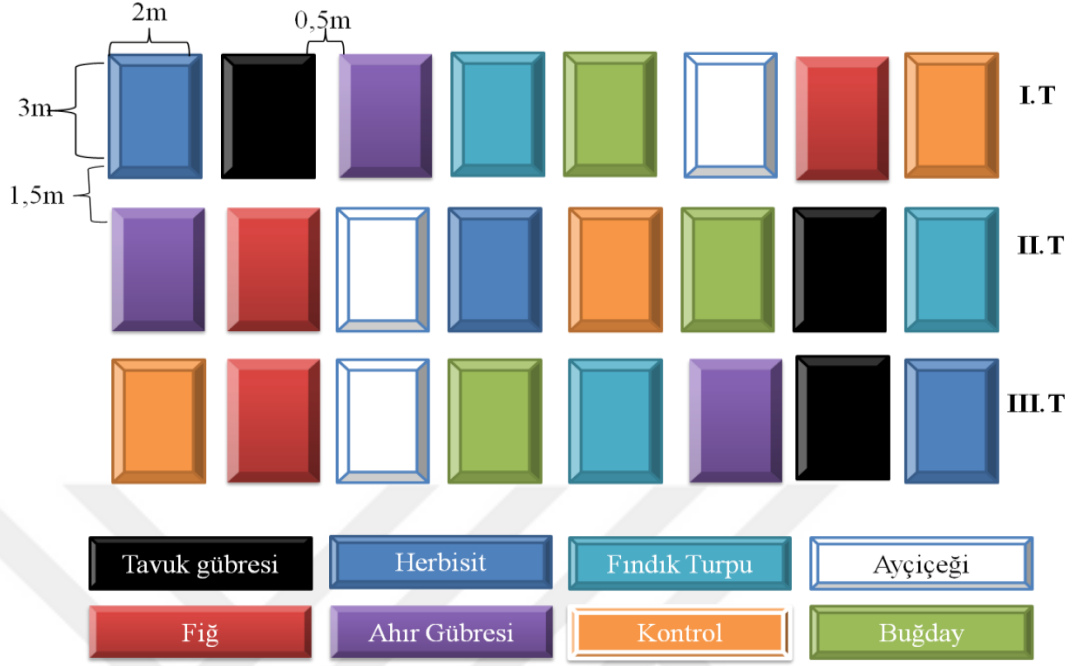 2m
0,5m
3m
I.T
1,5m
II.T
III.T
Tavuk gübresi
Herbisit
Fındık Turpu
Ayçiçeği
Fiğ
Ahır Gübresi
Kontrol
Buğday